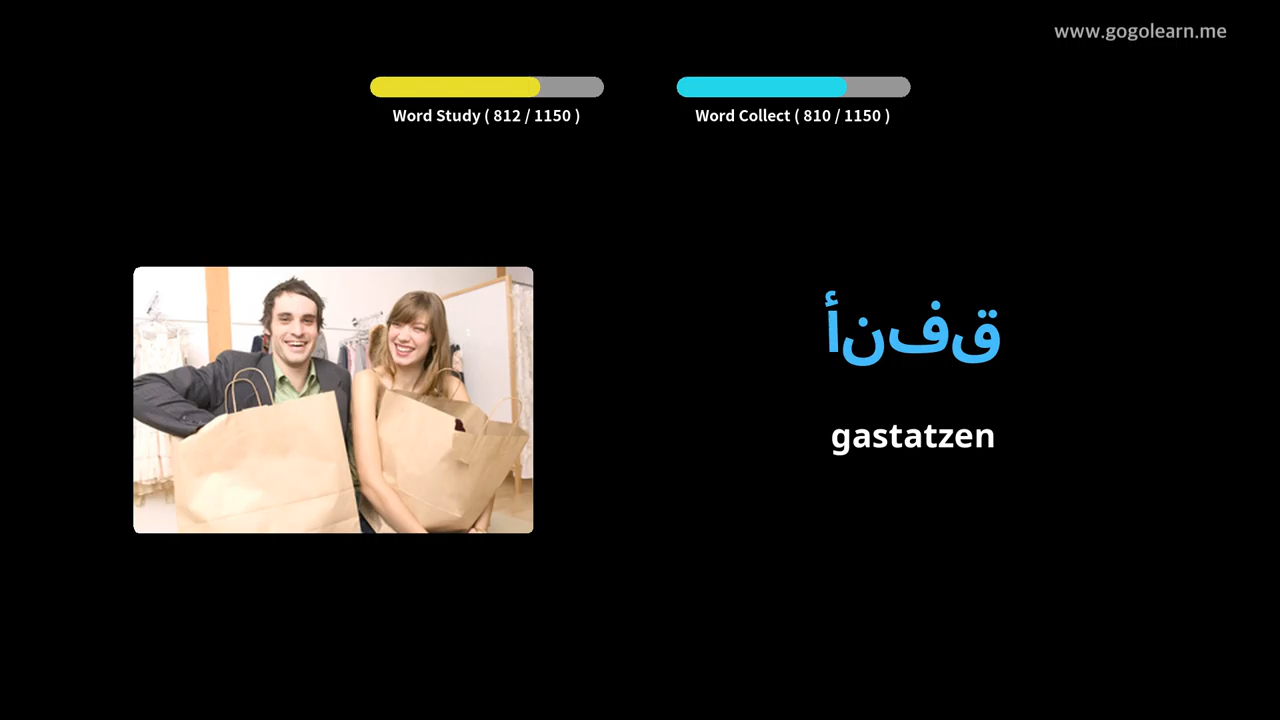 www.gogolearn.me
Word Study ( 812 / 1150 )
Word Collect ( 810 / 1150 )
أنفق
gastatzen